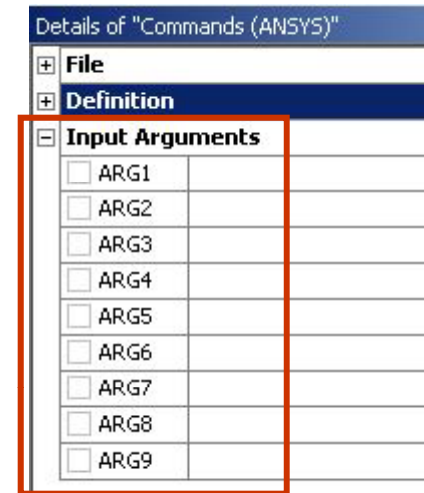 Details of "Commands (ANSYS)"
File
Definition
Input Arguments
ARG1
ARG2
ARG3
ARG4
ARG5
ARG6
ARG7
ARG8
ARG9